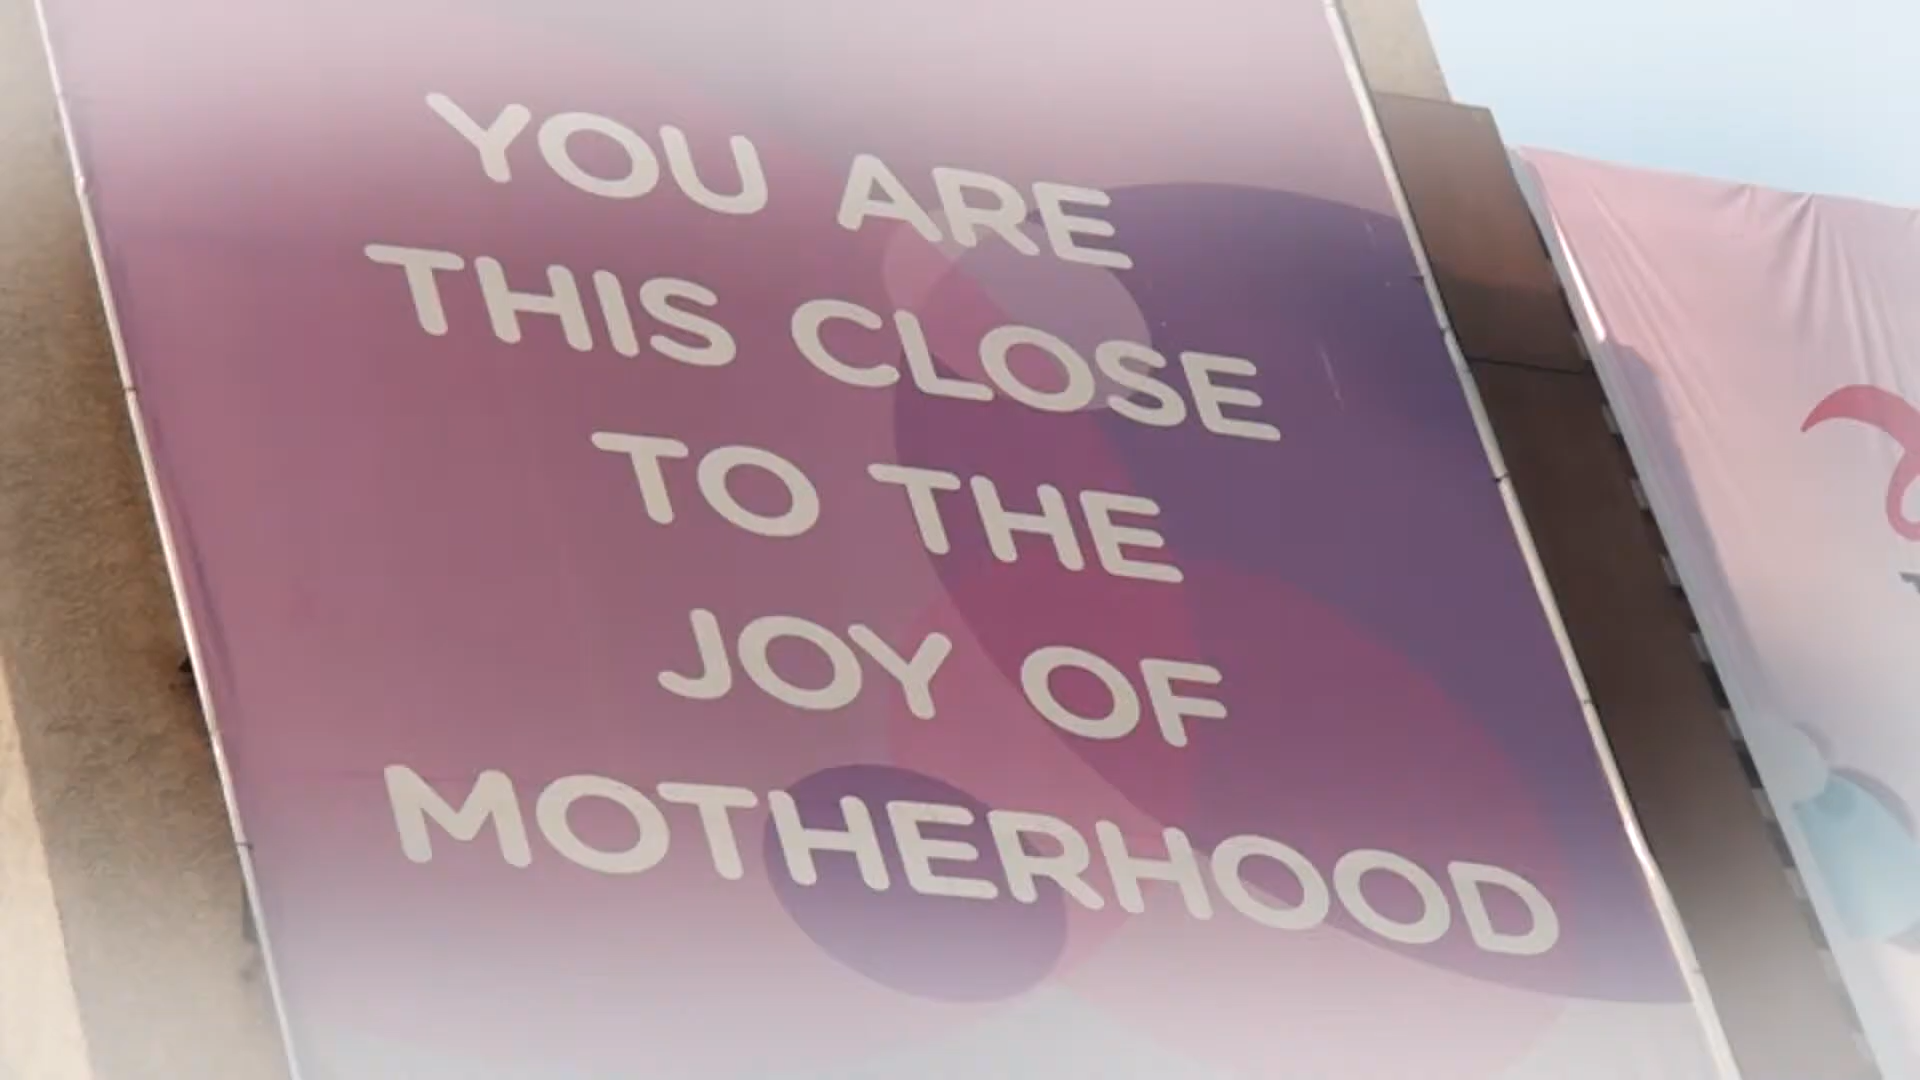 YOU ARE
THIS CLOSE
TO THE
JOY OF
MOTHERHOOD